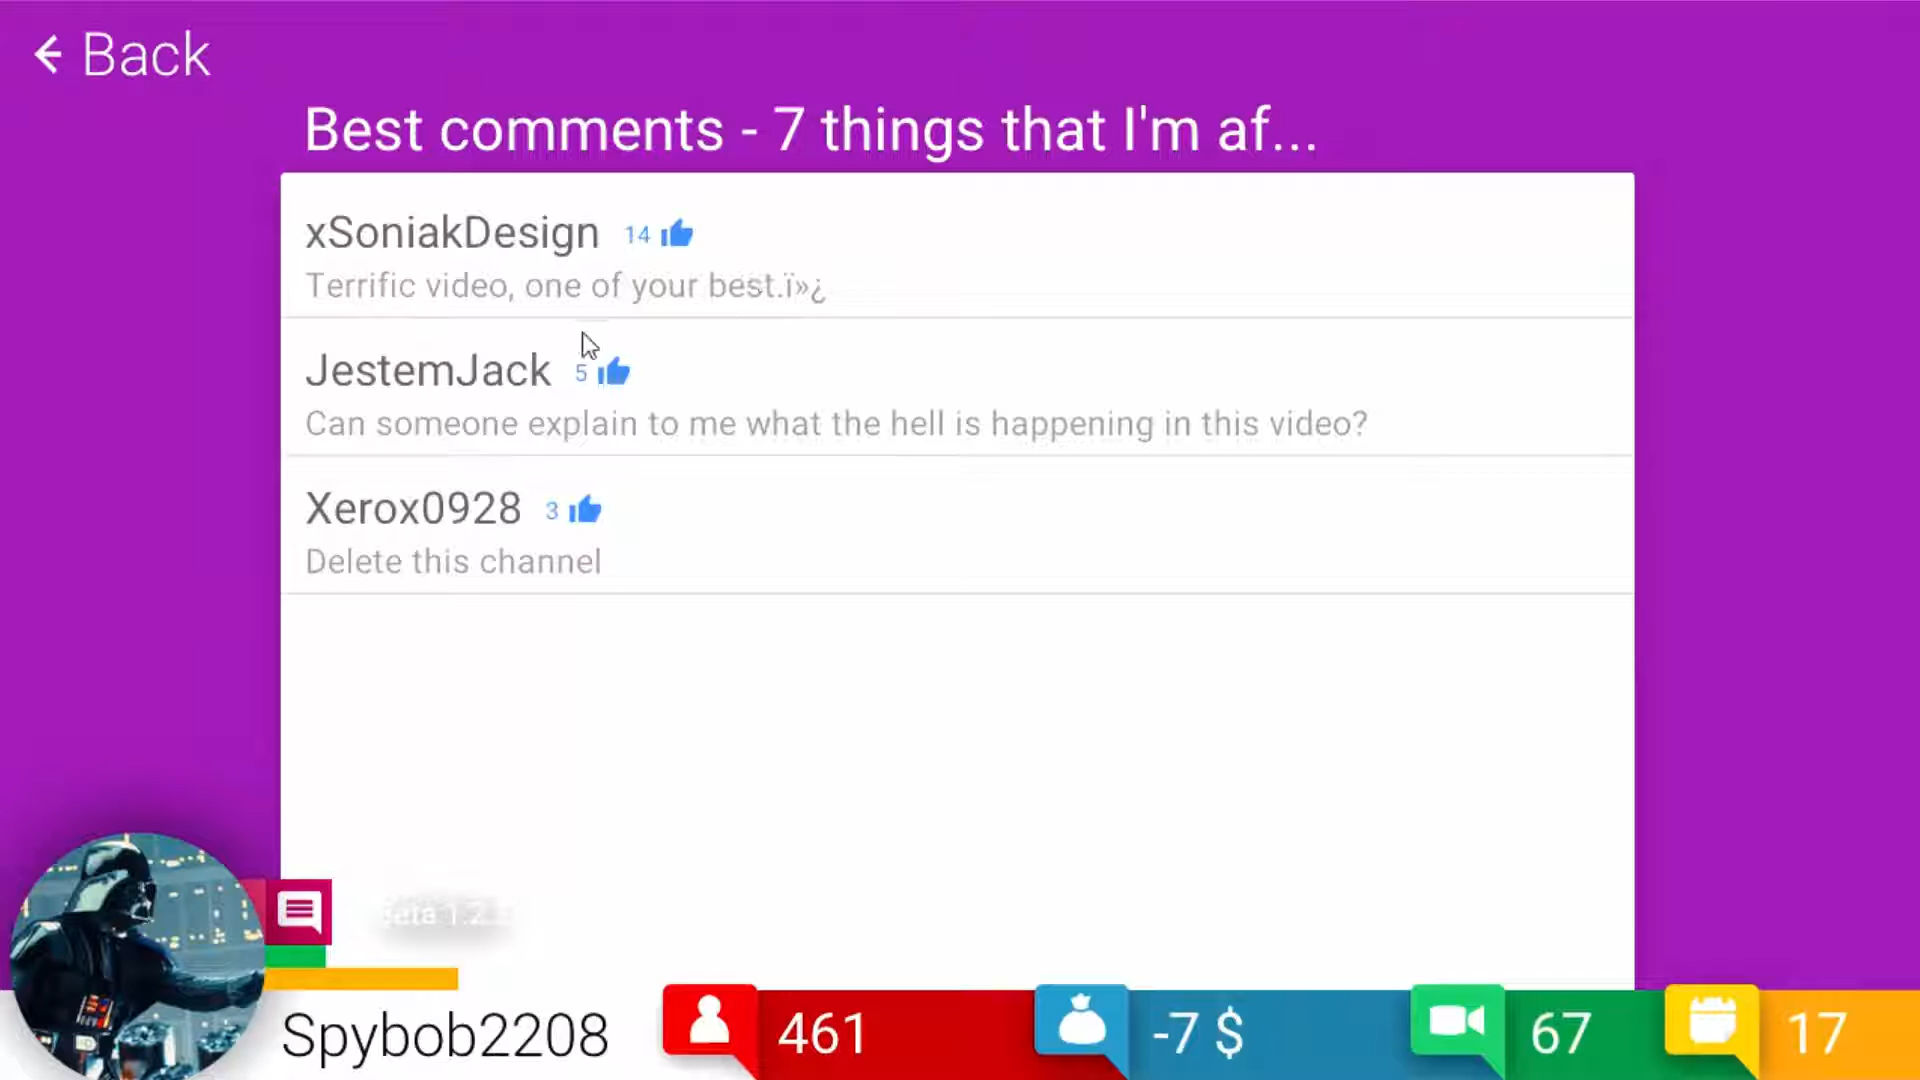 Back
Best comments - 7 things that I'm af...
xSoniakDesign 14
Terrific video, one of your best.ï»¿
JestemJack 5
Can someone explain to me what the hell is happening in this video?
Xerox0928 3
Delete this channel
Spybob2208 461 -7 $ 67 17